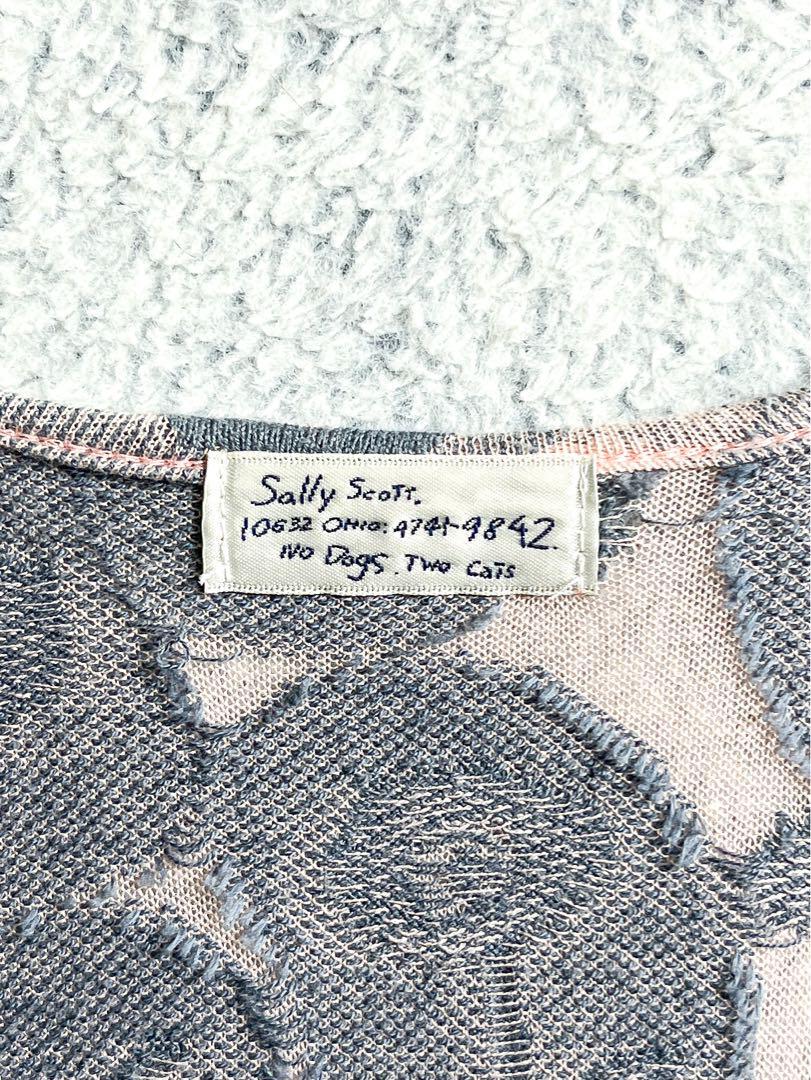 Sally Scott.
10632 OHIO: 4741-9842.
No Dogs. Two Cats